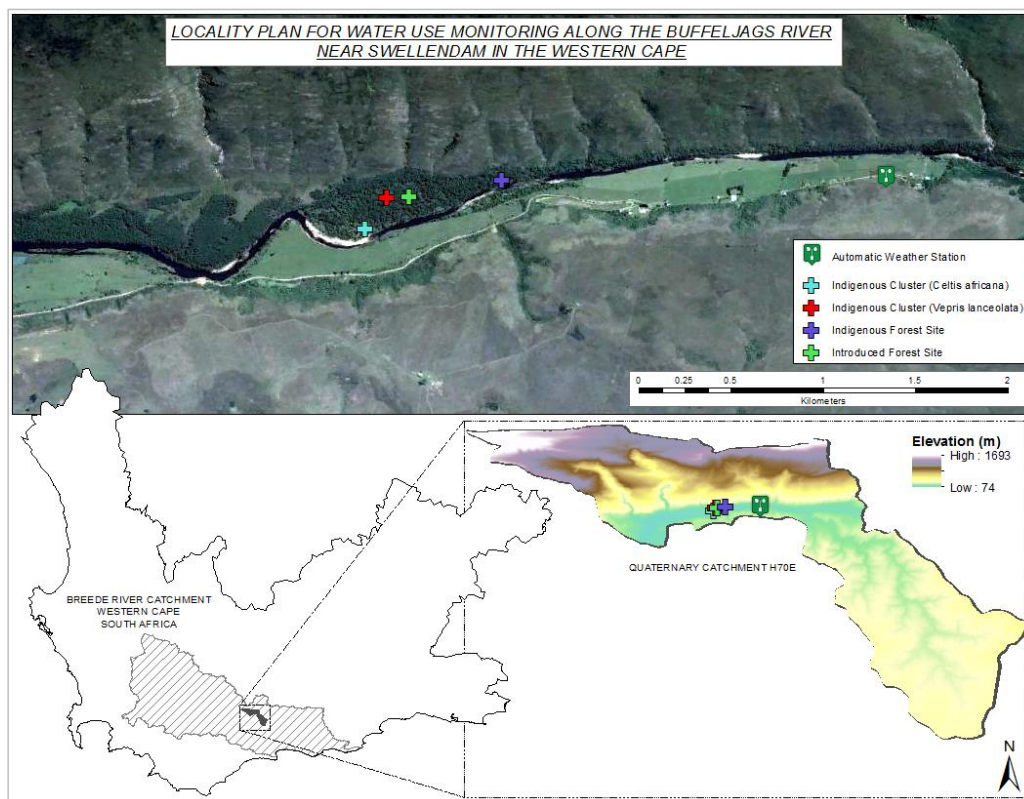 LOCALITY PLAN FOR WATER USE MONITORING ALONG THE BUFFELJAGS RIVER
NEAR SWELLENDAM IN THE WESTERN CAPE
Automatic Weather Station
Indigenous Cluster (Celtis africana)
Indigenous Cluster (Vepris lanceolata)
Indigenous Forest Site
Introduced Forest Site
0 0.25 0.5 1 1.5 2
Kilometers
Elevation (m)
High : 1693
Low : 74
QUATERNARY CATCHMENT H70E
BREEDE RIVER CATCHMENT
WESTERN CAPE
SOUTH AFRICA
N